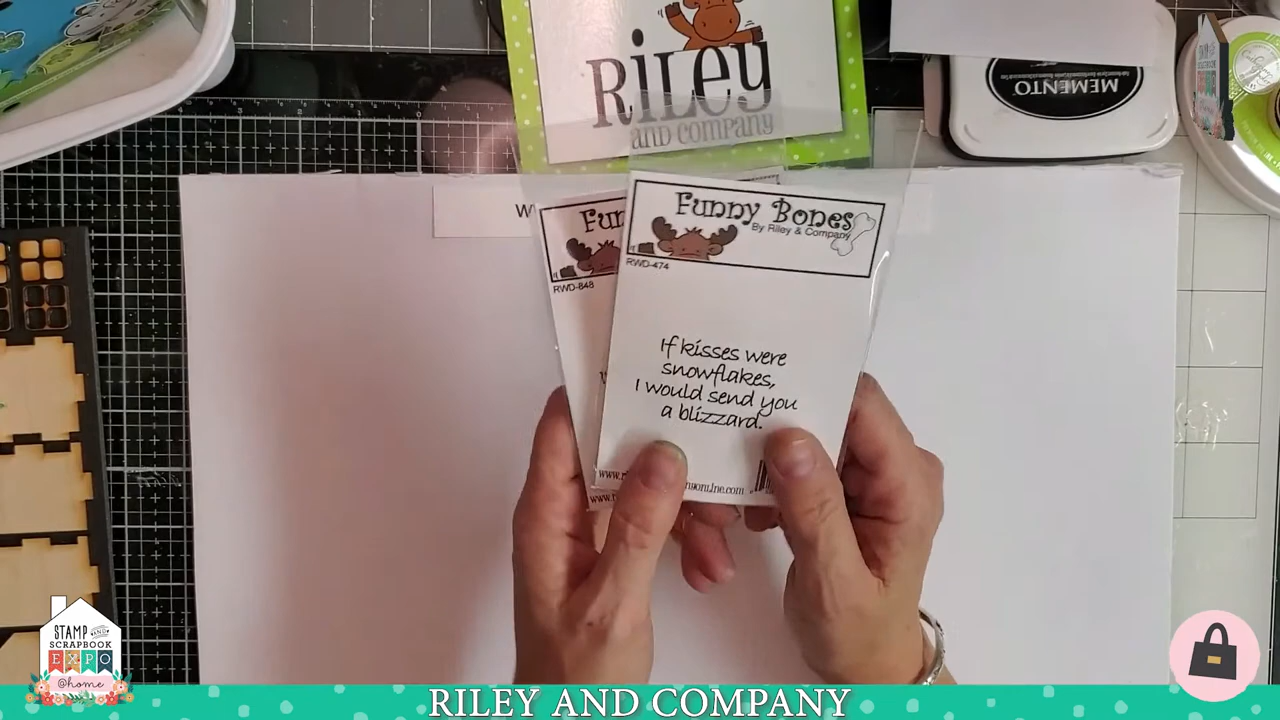 RiLey
AND COMPANY
MEMENTO
Funny Bones
By Riley & Company
RWD-474
RWD-848
If kisses were
snowflakes,
I would send you
a blizzard.
STAMP AND
SCRAPBOOK
EXPO
@home
RILEY AND COMPANY